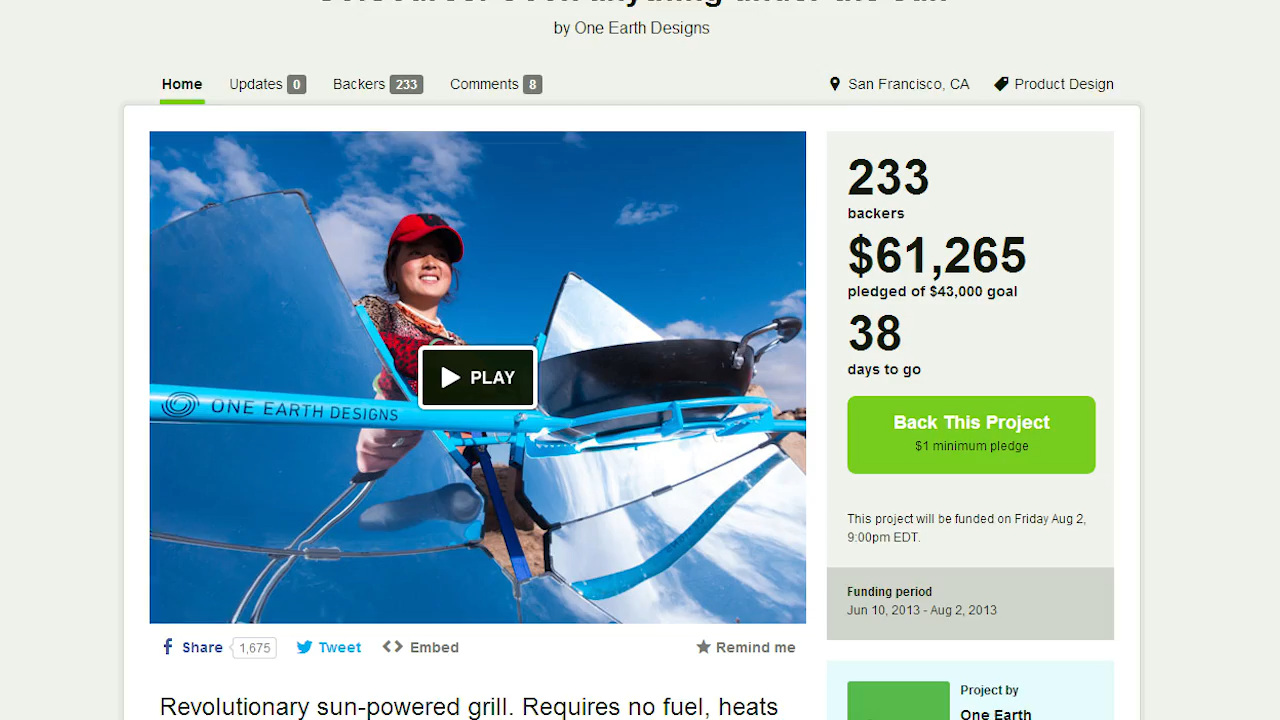 by One Earth Designs
Home Updates 0 Backers 233 Comments 8 San Francisco, CA Product Design
ONE EARTH DESIGNS
PLAY
233
backers
$61,265
pledged of $43,000 goal
38
days to go
Back This Project
$1 minimum pledge
This project will be funded on Friday Aug 2,
9:00pm EDT.
Funding period
Jun 10, 2013 - Aug 2, 2013
Share 1,675 Tweet Embed Remind me
Revolutionary sun-powered grill. Requires no fuel, heats
Project by
One Earth